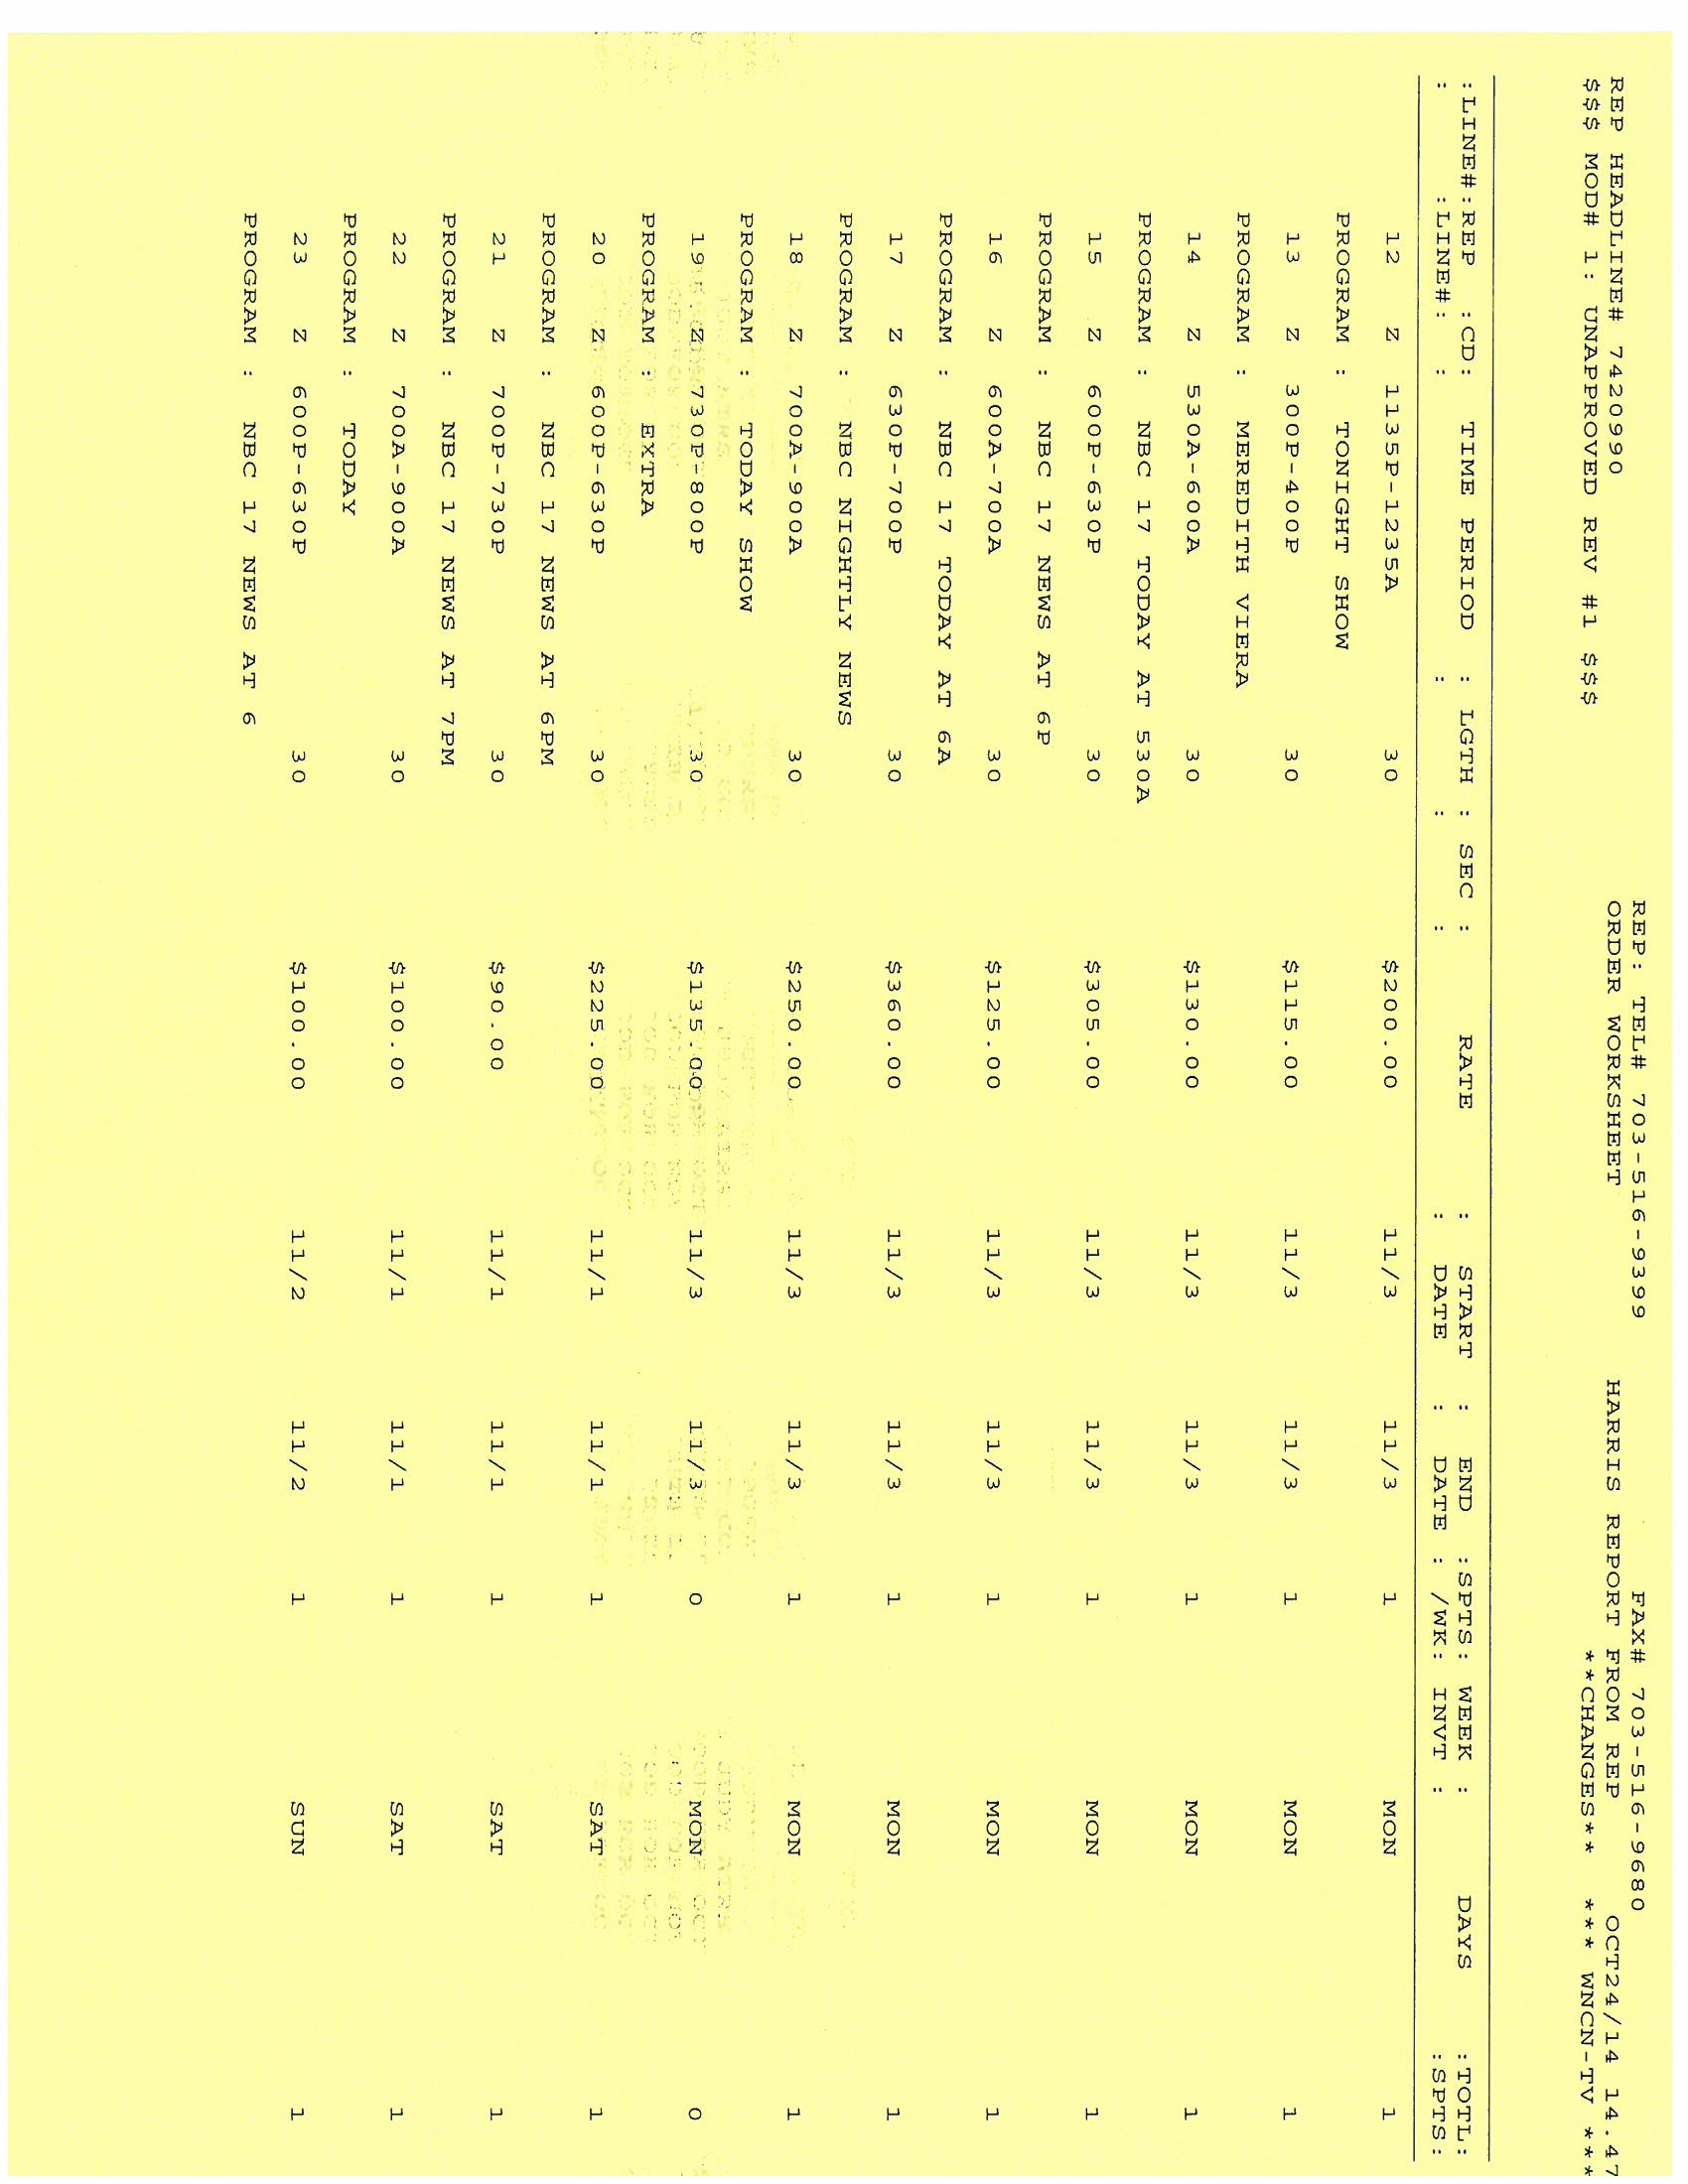 REP: TEL# 703-516-9399 FAX# 703-516-9680
REP HEADLINE# 7420990 ORDER WORKSHEET HARRIS REPORT FROM REP OCT24/14 14.47
$$$ MOD# 1: UNAPPROVED REV #1 $$$ **CHANGES** *** WNCN-TV ***
:LINE#:REP :CD: TIME PERIOD : LGTH : SEC : RATE : START : END :SPTS: WEEK : DAYS :TOTL:
: :LINE#: : : : : DATE : DATE : /WK: INVT : :SPTS:
12 Z 1135P-1235A 30 $200.00 11/3 11/3 1 MON 1
PROGRAM : TONIGHT SHOW
13 Z 300P-400P 30 $115.00 11/3 11/3 1 MON 1
PROGRAM : MEREDITH VIERA
14 Z 530A-600A 30 $130.00 11/3 11/3 1 MON 1
PROGRAM : NBC 17 TODAY AT 530A
15 Z 600P-630P 30 $305.00 11/3 11/3 1 MON 1
PROGRAM : NBC 17 NEWS AT 6P
16 Z 600A-700A 30 $125.00 11/3 11/3 1 MON 1
PROGRAM : NBC 17 TODAY AT 6A
17 Z 630P-700P 30 $360.00 11/3 11/3 1 MON 1
PROGRAM : NBC NIGHTLY NEWS
18 Z 700A-900A 30 $250.00 11/3 11/3 1 MON 1
PROGRAM : TODAY SHOW
19 Z 730P-800P 30 $135.00 11/3 11/3 0 MON 0
PROGRAM : EXTRA
20 Z 600P-630P 30 $225.00 11/1 11/1 1 SAT 1
PROGRAM : NBC 17 NEWS AT 6PM
21 Z 700P-730P 30 $90.00 11/1 11/1 1 SAT 1
PROGRAM : NBC 17 NEWS AT 7PM
22 Z 700A-900A 30 $100.00 11/1 11/1 1 SAT 1
PROGRAM : TODAY
23 Z 600P-630P 30 $100.00 11/2 11/2 1 SUN 1
PROGRAM : NBC 17 NEWS AT 6